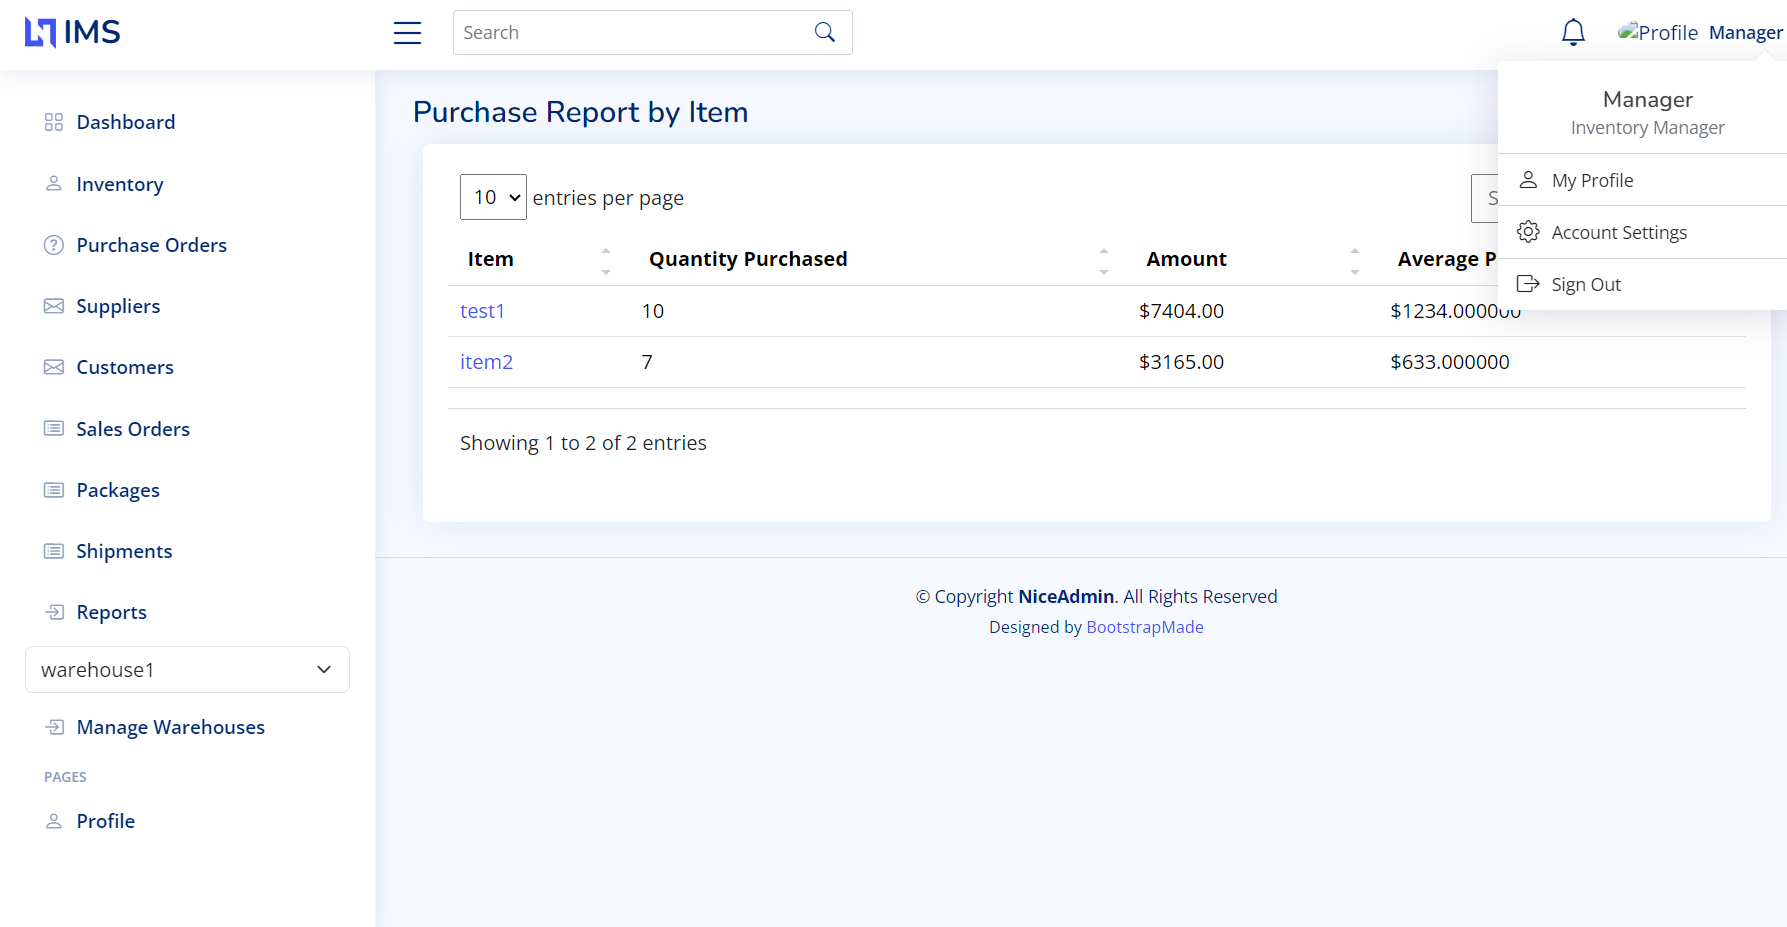 IMS
Search
Profile Manager
Manager
Inventory Manager
My Profile
Account Settings
Sign Out
Dashboard
Inventory
Purchase Orders
Suppliers
Customers
Sales Orders
Packages
Shipments
Reports
warehouse1
Manage Warehouses
PAGES
Profile
Purchase Report by Item
10 entries per page
S
Item Quantity Purchased Amount Average P
test1 10 $7404.00 $1234.000000
item2 7 $3165.00 $633.000000
Showing 1 to 2 of 2 entries
© Copyright NiceAdmin. All Rights Reserved
Designed by BootstrapMade